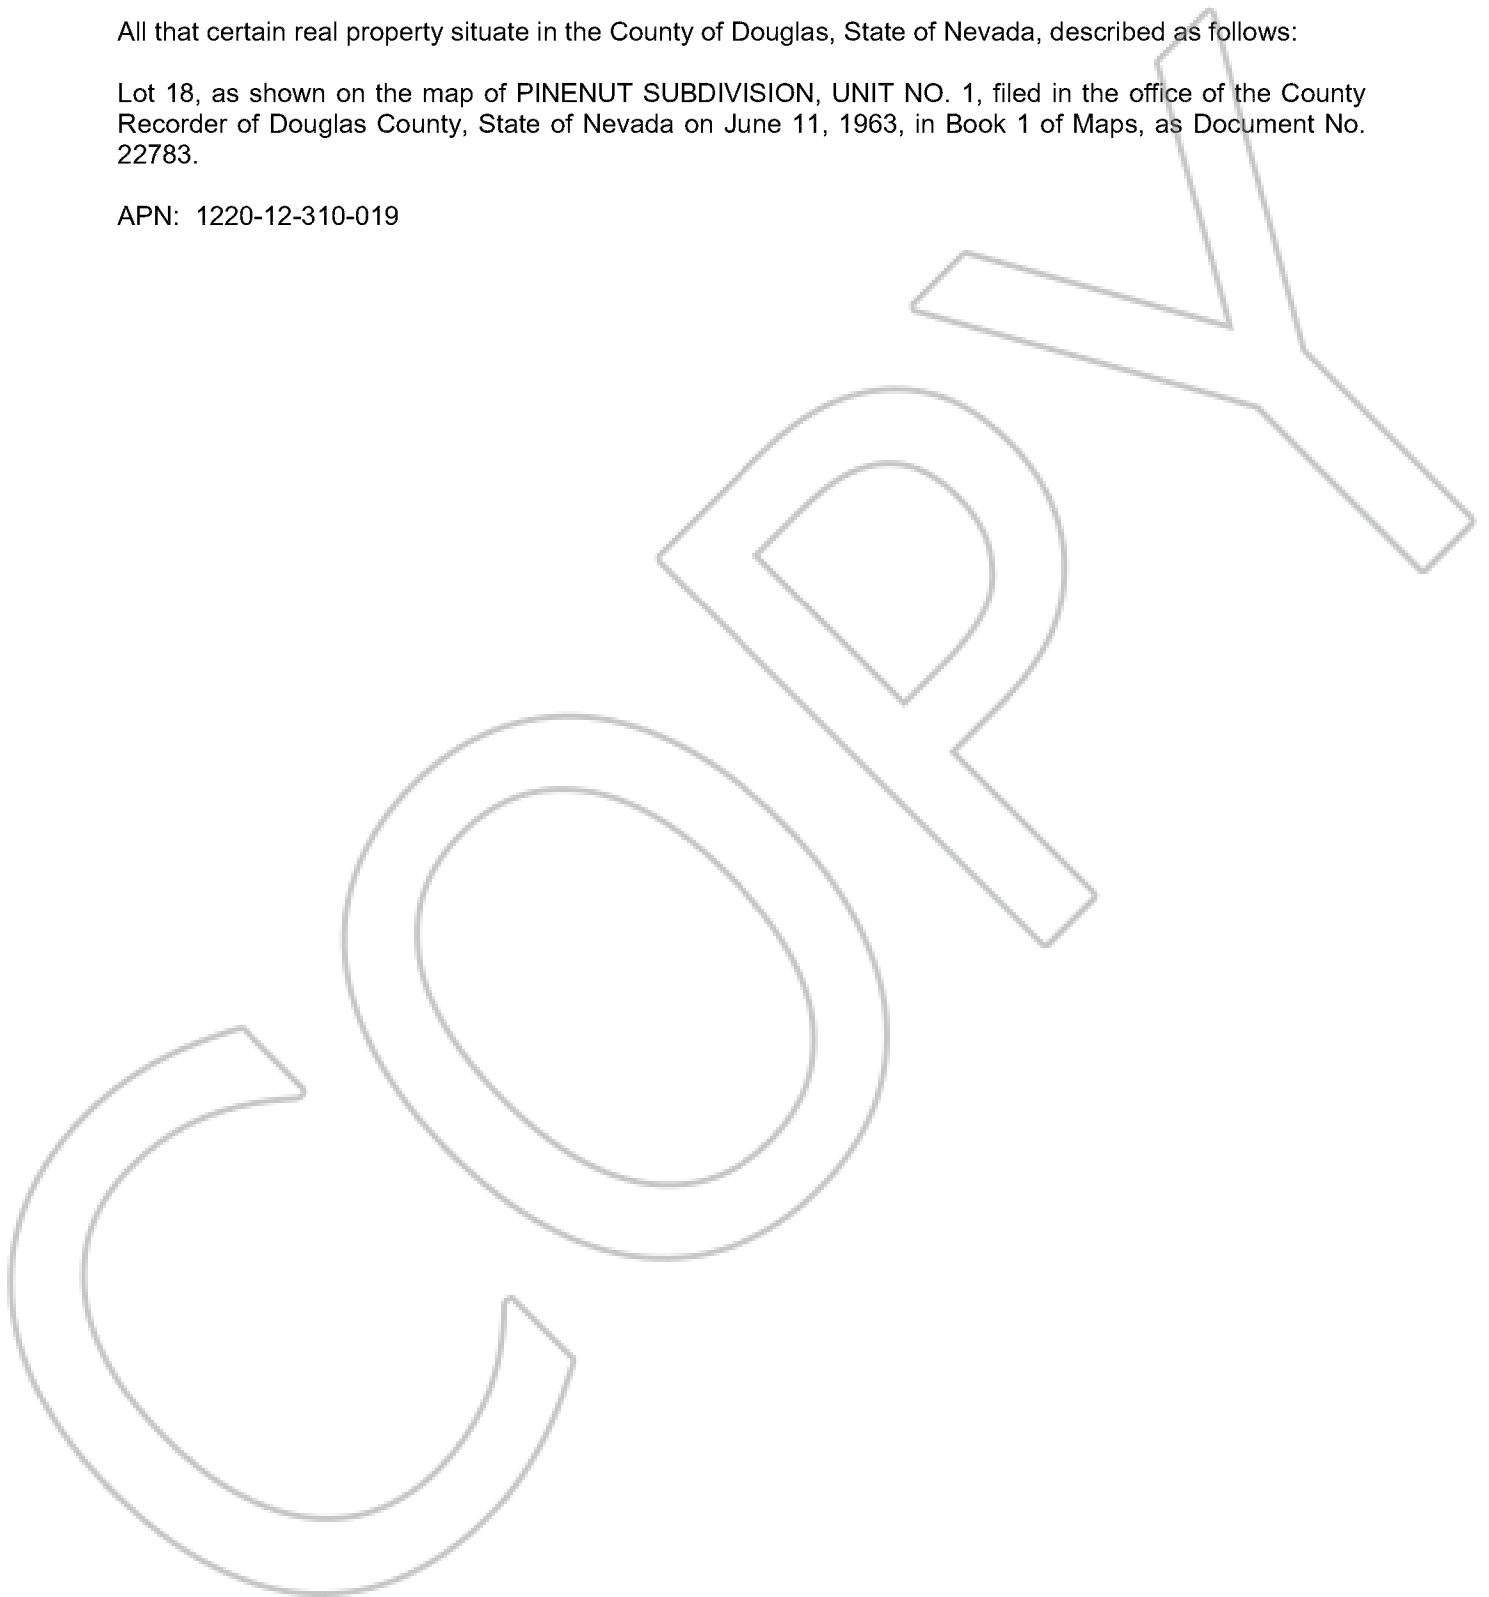 All that certain real property situate in the County of Douglas, State of Nevada, described as follows:
Lot 18, as shown on the map of PINENUT SUBDIVISION, UNIT NO. 1, filed in the office of the County
Recorder of Douglas County, State of Nevada on June 11, 1963, in Book 1 of Maps, as Document No.
22783.
APN: 1220-12-310-019
COPY